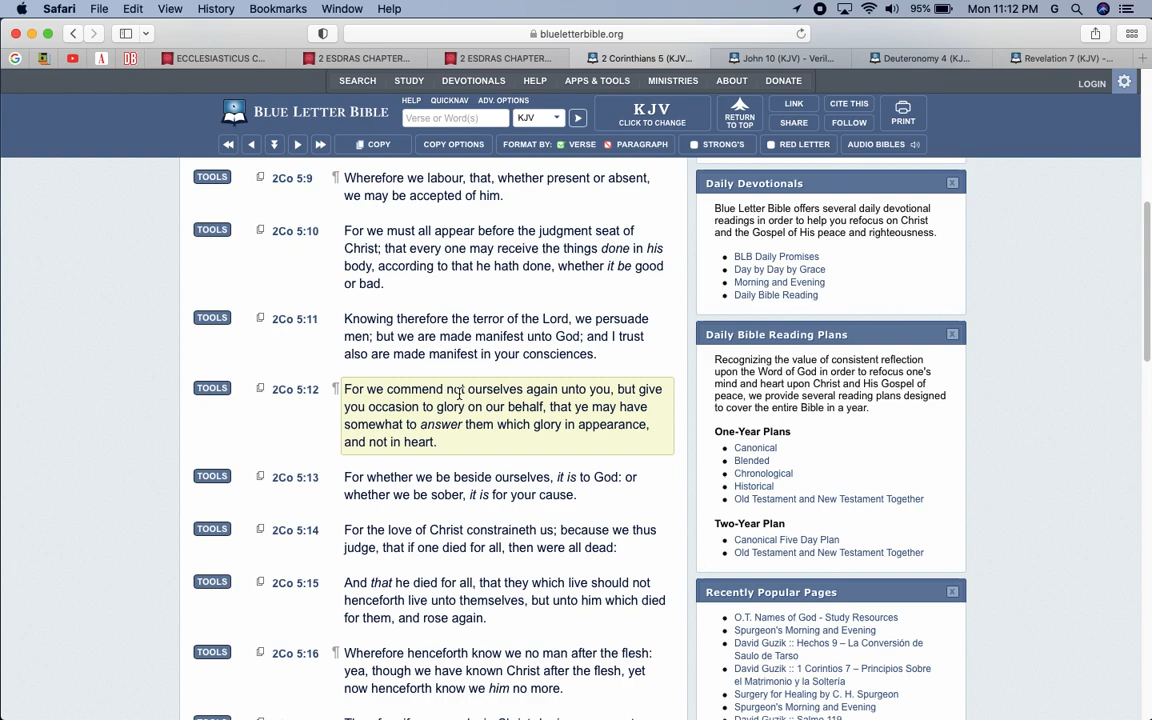 Safari File Edit View History Bookmarks Window Help 95% Mon 11:12 PM G
blueletterbible.org
ECCLESIASTICUS C... 2 ESDRAS CHAPTER... 2 ESDRAS CHAPTER... 2 Corinthians 5 (KJV... John 10 (KJV) - Veril... Deuteronomy 4 (KJ... Revelation 7 (KJV) -...
SEARCH STUDY DEVOTIONALS HELP APPS & TOOLS MINISTRIES ABOUT DONATE LOGIN
BLUE LETTER BIBLE
HELP QUICKNAV ADV. OPTIONS
Verse or Word(s) KJV
KJV
CLICK TO CHANGE
RETURN
TO TOP
LINK CITE THIS
SHARE FOLLOW
PRINT
COPY COPY OPTIONS FORMAT BY: VERSE PARAGRAPH STRONG'S RED LETTER AUDIO BIBLES
TOOLS 2Co 5:9 ¶ Wherefore we labour, that, whether present or absent,
we may be accepted of him.
TOOLS 2Co 5:10 For we must all appear before the judgment seat of
Christ; that every one may receive the things done in his
body, according to that he hath done, whether it be good
or bad.
TOOLS 2Co 5:11 Knowing therefore the terror of the Lord, we persuade
men; but we are made manifest unto God; and I trust
also are made manifest in your consciences.
TOOLS 2Co 5:12 ¶ For we commend not ourselves again unto you, but give
you occasion to glory on our behalf, that ye may have
somewhat to answer them which glory in appearance,
and not in heart.
TOOLS 2Co 5:13 For whether we be beside ourselves, it is to God: or
whether we be sober, it is for your cause.
TOOLS 2Co 5:14 For the love of Christ constraineth us; because we thus
judge, that if one died for all, then were all dead:
TOOLS 2Co 5:15 And that he died for all, that they which live should not
henceforth live unto themselves, but unto him which died
for them, and rose again.
TOOLS 2Co 5:16 ¶ Wherefore henceforth know we no man after the flesh:
yea, though we have known Christ after the flesh, yet
now henceforth know we him no more.
Daily Devotionals
Blue Letter Bible offers several daily devotional
readings in order to help you refocus on Christ
and the Gospel of His peace and righteousness.
BLB Daily Promises
Day by Day by Grace
Morning and Evening
Daily Bible Reading
Daily Bible Reading Plans
Recognizing the value of consistent reflection
upon the Word of God in order to refocus one's
mind and heart upon Christ and His Gospel of
peace, we provide several reading plans designed
to cover the entire Bible in a year.
One-Year Plans
Canonical
Blended
Chronological
Historical
Old Testament and New Testament Together
Two-Year Plan
Canonical Five Day Plan
Old Testament and New Testament Together
Recently Popular Pages
O.T. Names of God - Study Resources
Spurgeon's Morning and Evening
David Guzik :: Hechos 9 – La Conversión de
Saulo de Tarso
David Guzik :: 1 Corintios 7 – Principios Sobre
el Matrimonio y la Soltería
Surgery for Healing by C. H. Spurgeon
Spurgeon's Morning and Evening
David Guzik :: Salmo 119